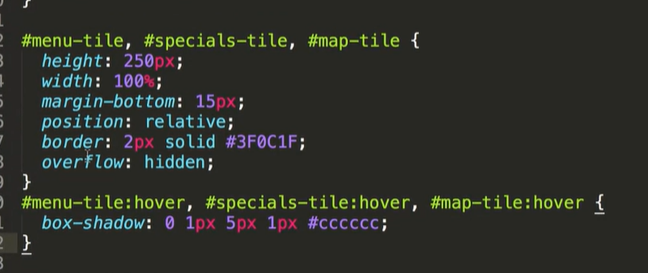 }
#menu-tile, #specials-tile, #map-tile {
height: 250px;
width: 100%;
margin-bottom: 15px;
position: relative;
border: 2px solid #3F0C1F;
overflow: hidden;
}
#menu-tile:hover, #specials-tile:hover, #map-tile:hover {
box-shadow: 0 1px 5px 1px #cccccc;
}